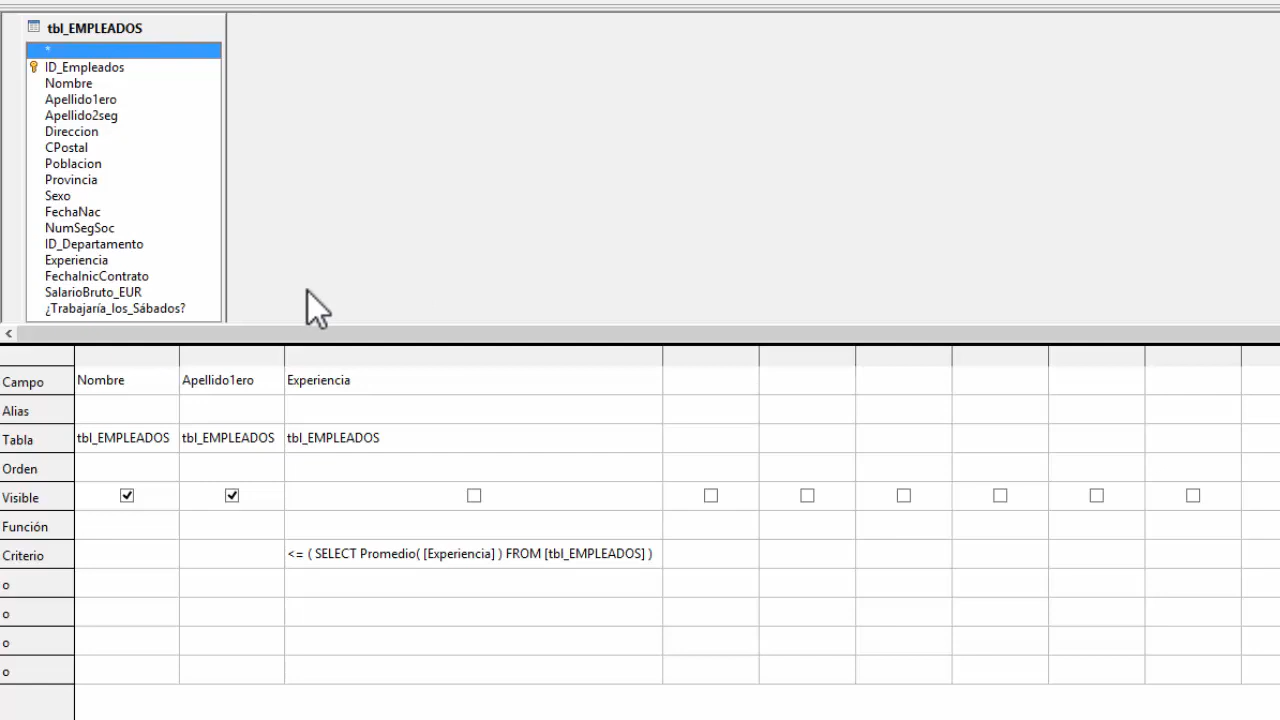 tbl_EMPLEADOS
*
ID_Empleados
Nombre
Apellido1ero
Apellido2seg
Direccion
CPostal
Poblacion
Provincia
Sexo
FechaNac
NumSegSoc
ID_Departamento
Experiencia
FechaInicContrato
SalarioBruto_EUR
¿Trabajaría_los_Sábados?
Campo Nombre Apellido1ero Experiencia
Alias
Tabla tbl_EMPLEADOS tbl_EMPLEADOS tbl_EMPLEADOS
Orden
Visible
Función
Criterio <= ( SELECT Promedio( [Experiencia] ) FROM [tbl_EMPLEADOS] )
o
o
o
o